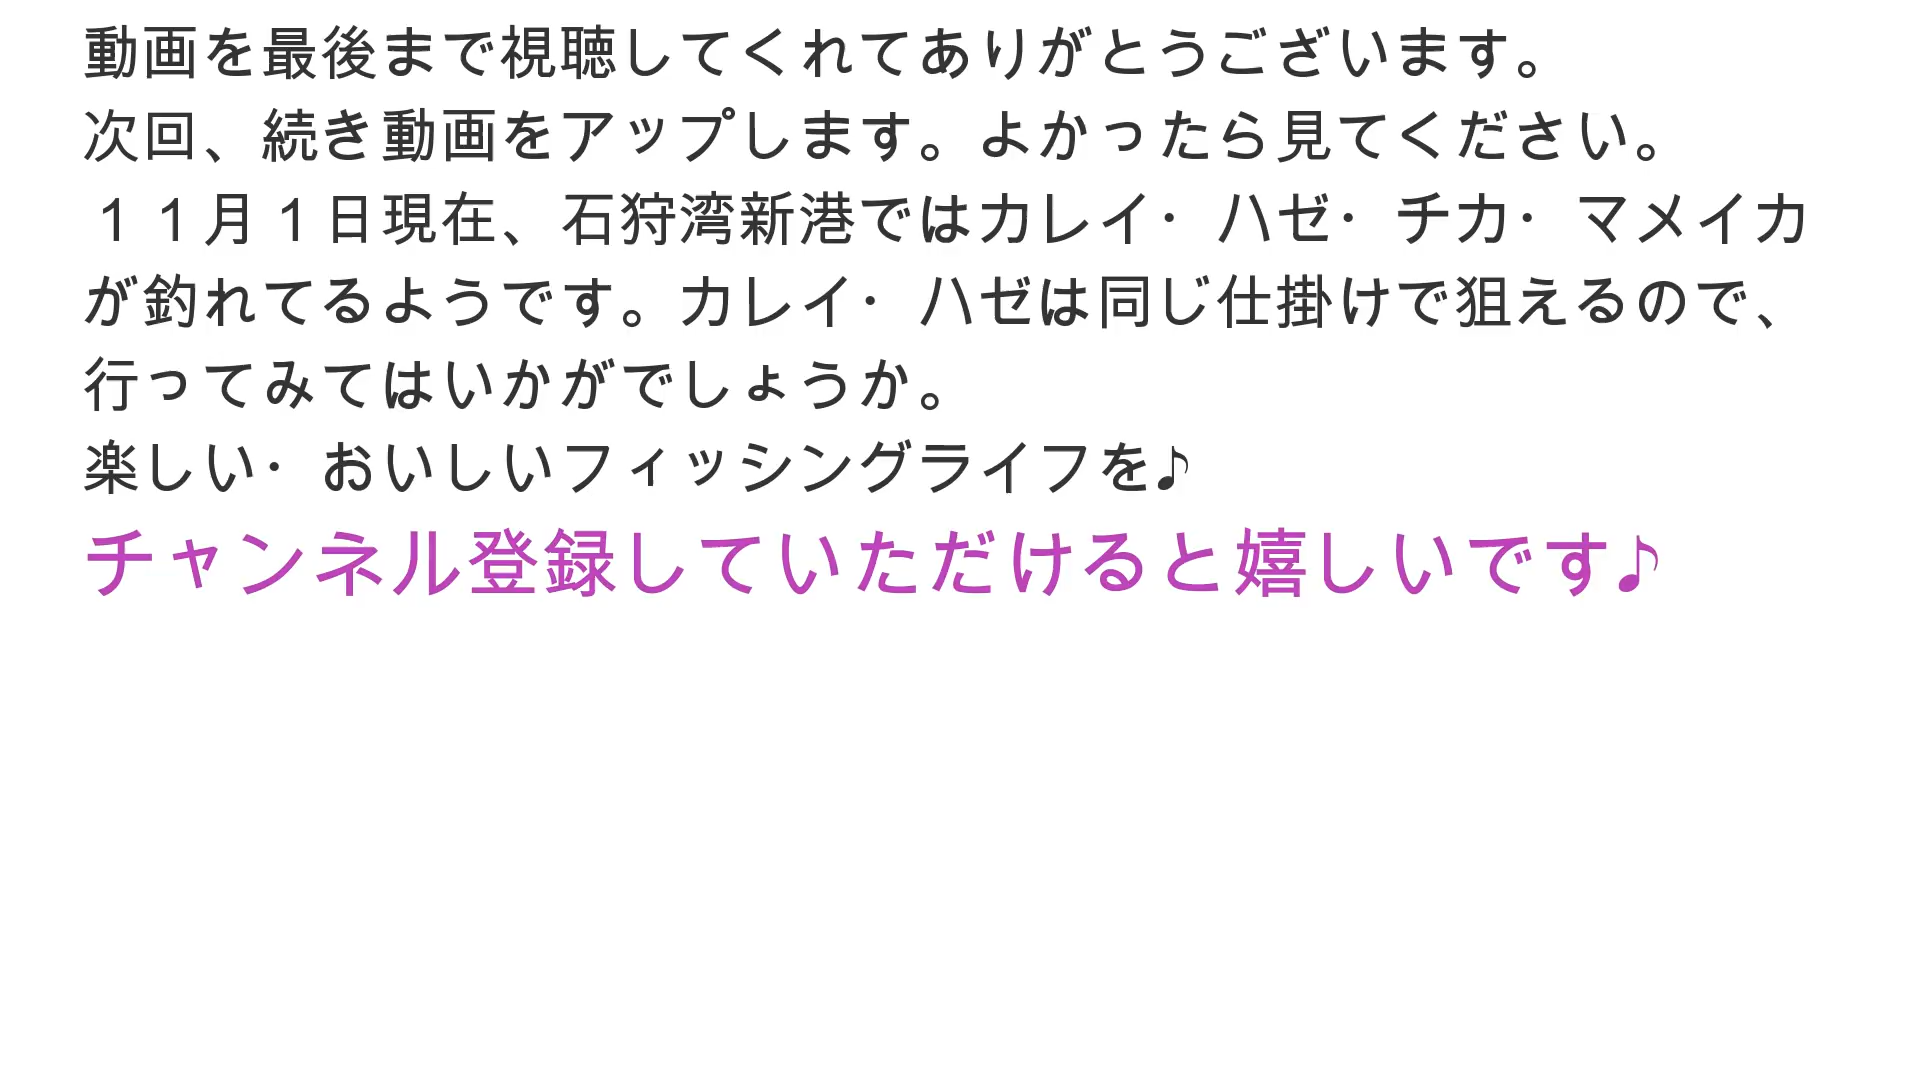 動画を最後まで視聴してくれてありがとうございます。
次回、続き動画をアップします。よかったら見てください。
１１月１日現在、石狩湾新港ではカレイ・ハゼ・チカ・マメイカ
が釣れてるようです。カレイ・ハゼは同じ仕掛けで狙えるので、
行ってみてはいかがでしょうか。
楽しい・おいしいフィッシングライフを♪
チャンネル登録していただけると嬉しいです♪